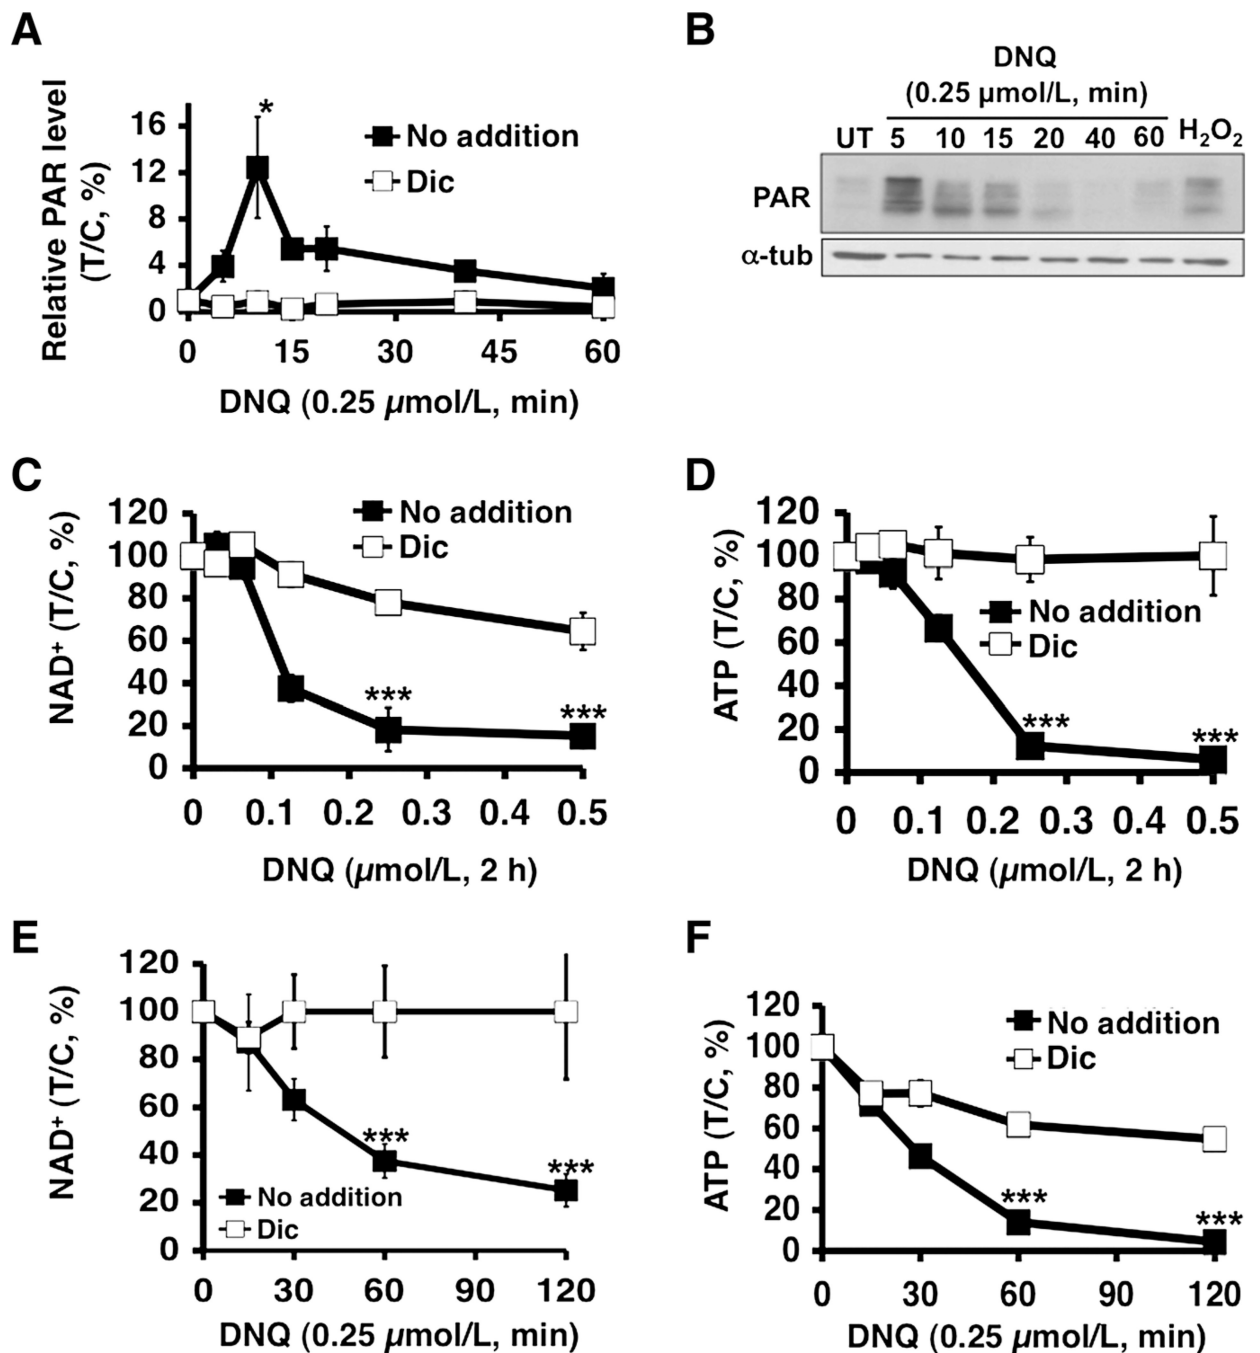 A
Relative PAR level
(T/C, %)
16
12
8
4
0
*
No addition
Dic
0 15 30 45 60
DNQ (0.25 µmol/L, min)
B
DNQ
(0.25 µmol/L, min)
UT 5 10 15 20 40 60 H₂O₂
PAR
α-tub
C
NAD⁺ (T/C, %)
120
100
80
60
40
20
0
No addition
Dic
*** ***
0 0.1 0.2 0.3 0.4 0.5
DNQ (µmol/L, 2 h)
D
ATP (T/C, %)
120
100
80
60
40
20
0
No addition
Dic
*** ***
0 0.1 0.2 0.3 0.4 0.5
DNQ (µmol/L, 2 h)
E
NAD⁺ (T/C, %)
120
100
80
60
40
20
0
*** ***
No addition
Dic
0 30 60 90 120
DNQ (0.25 µmol/L, min)
F
ATP (T/C, %)
120
100
80
60
40
20
0
No addition
Dic
*** ***
0 30 60 90 120
DNQ (0.25 µmol/L, min)